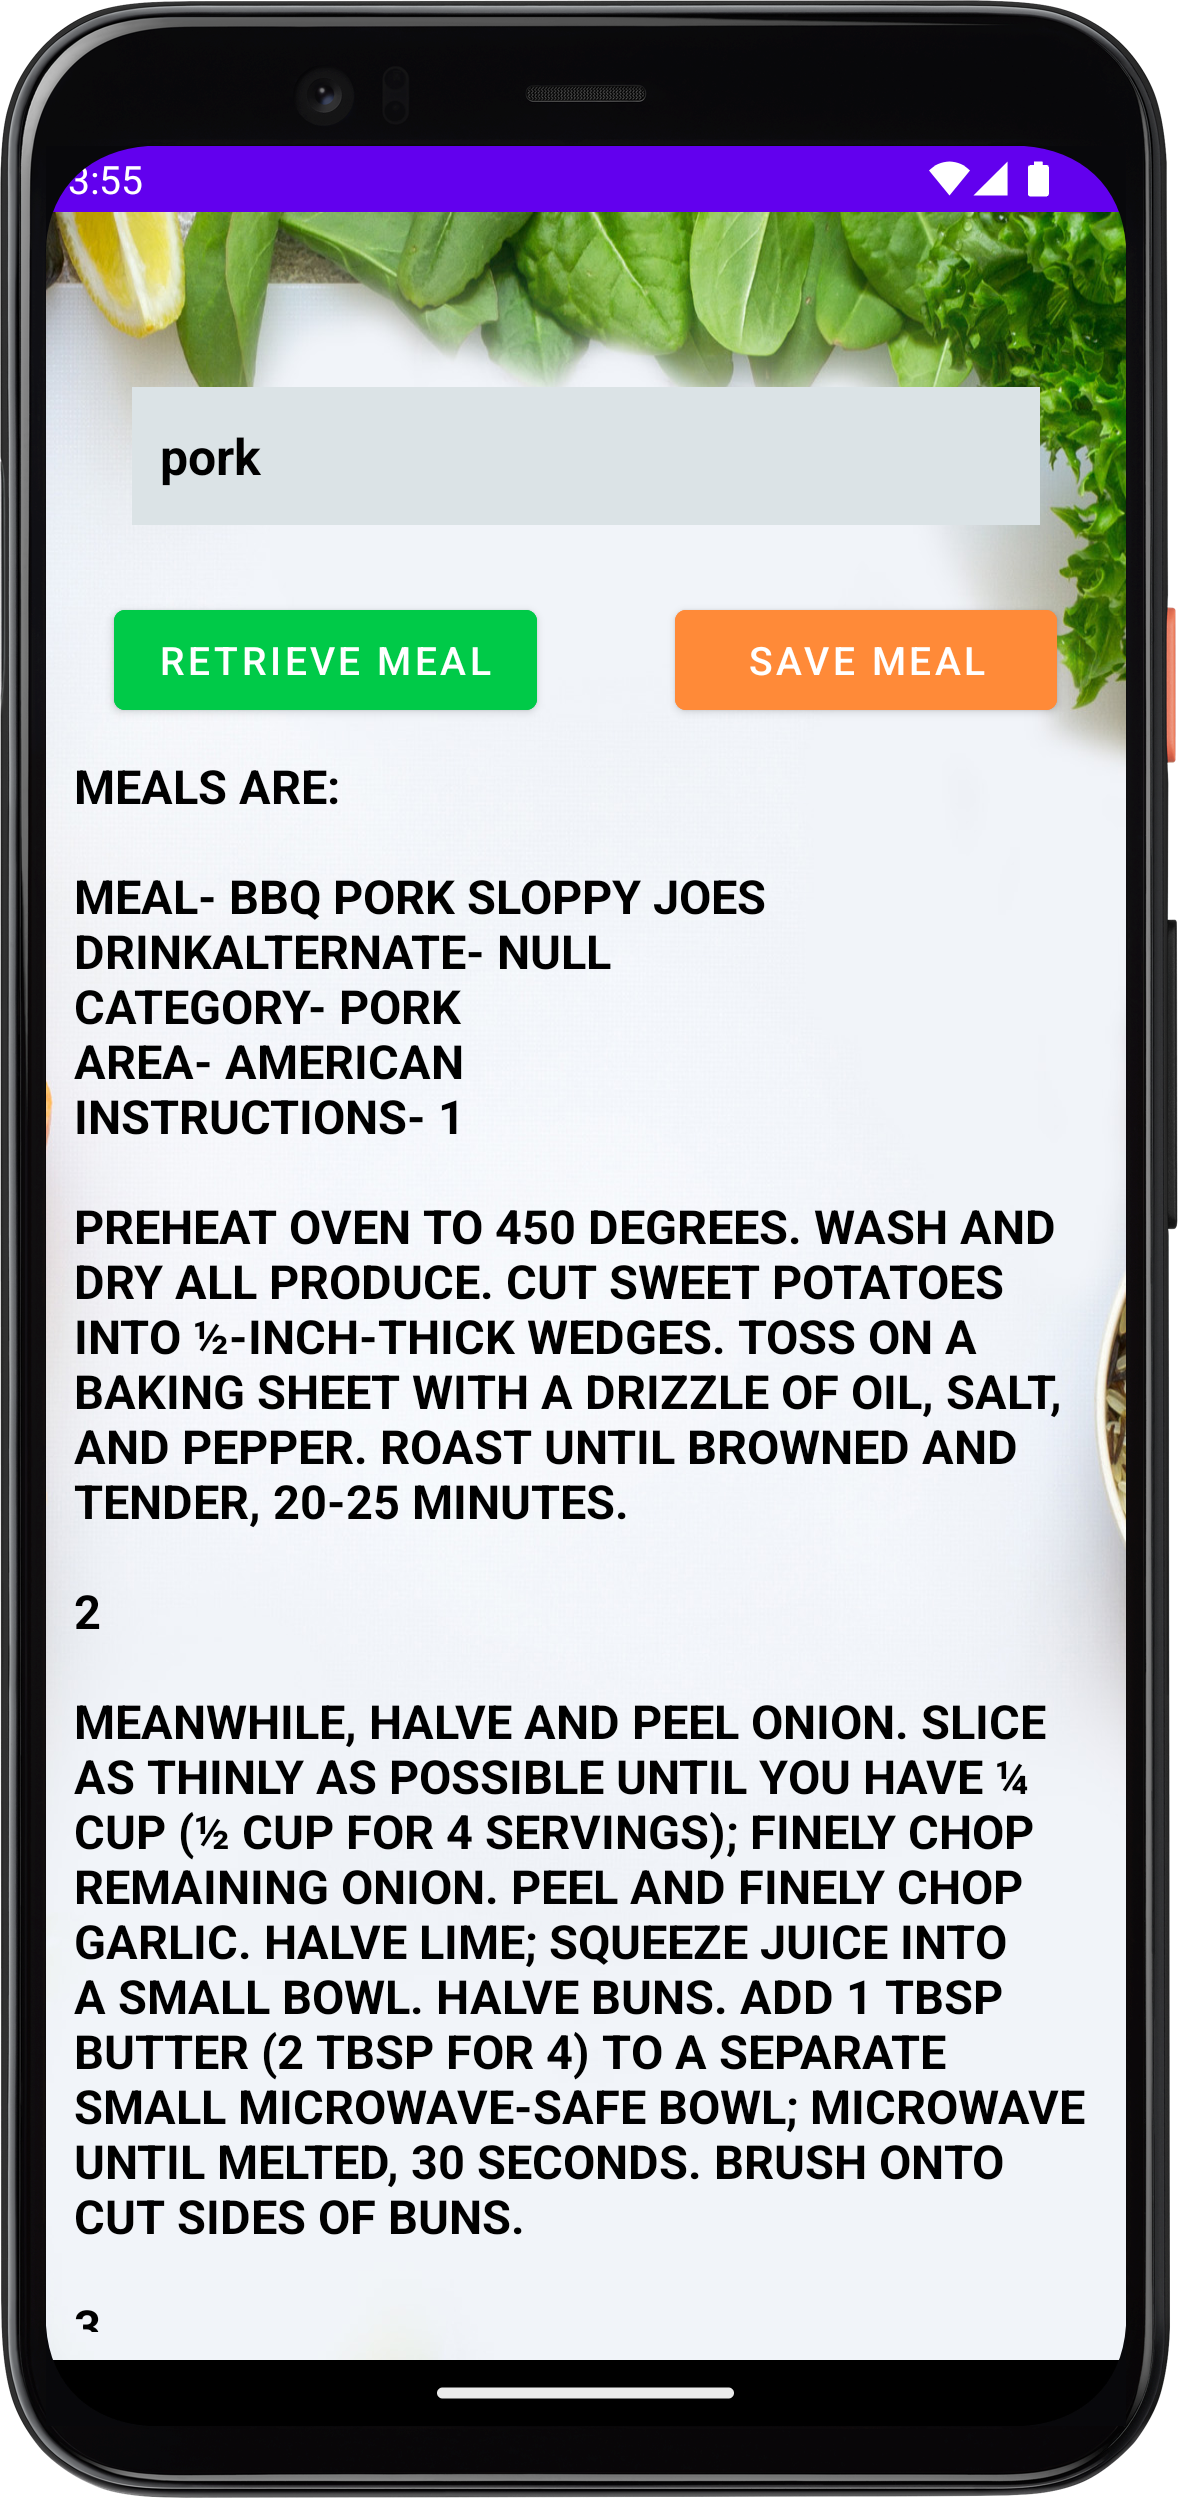 3:55
pork
RETRIEVE MEAL
SAVE MEAL
MEALS ARE:
MEAL- BBQ PORK SLOPPY JOES
DRINKALTERNATE- NULL
CATEGORY- PORK
AREA- AMERICAN
INSTRUCTIONS- 1
PREHEAT OVEN TO 450 DEGREES. WASH AND
DRY ALL PRODUCE. CUT SWEET POTATOES
INTO ½-INCH-THICK WEDGES. TOSS ON A
BAKING SHEET WITH A DRIZZLE OF OIL, SALT,
AND PEPPER. ROAST UNTIL BROWNED AND
TENDER, 20-25 MINUTES.
2
MEANWHILE, HALVE AND PEEL ONION. SLICE
AS THINLY AS POSSIBLE UNTIL YOU HAVE ¼
CUP (½ CUP FOR 4 SERVINGS); FINELY CHOP
REMAINING ONION. PEEL AND FINELY CHOP
GARLIC. HALVE LIME; SQUEEZE JUICE INTO
A SMALL BOWL. HALVE BUNS. ADD 1 TBSP
BUTTER (2 TBSP FOR 4) TO A SEPARATE
SMALL MICROWAVE-SAFE BOWL; MICROWAVE
UNTIL MELTED, 30 SECONDS. BRUSH ONTO
CUT SIDES OF BUNS.
3